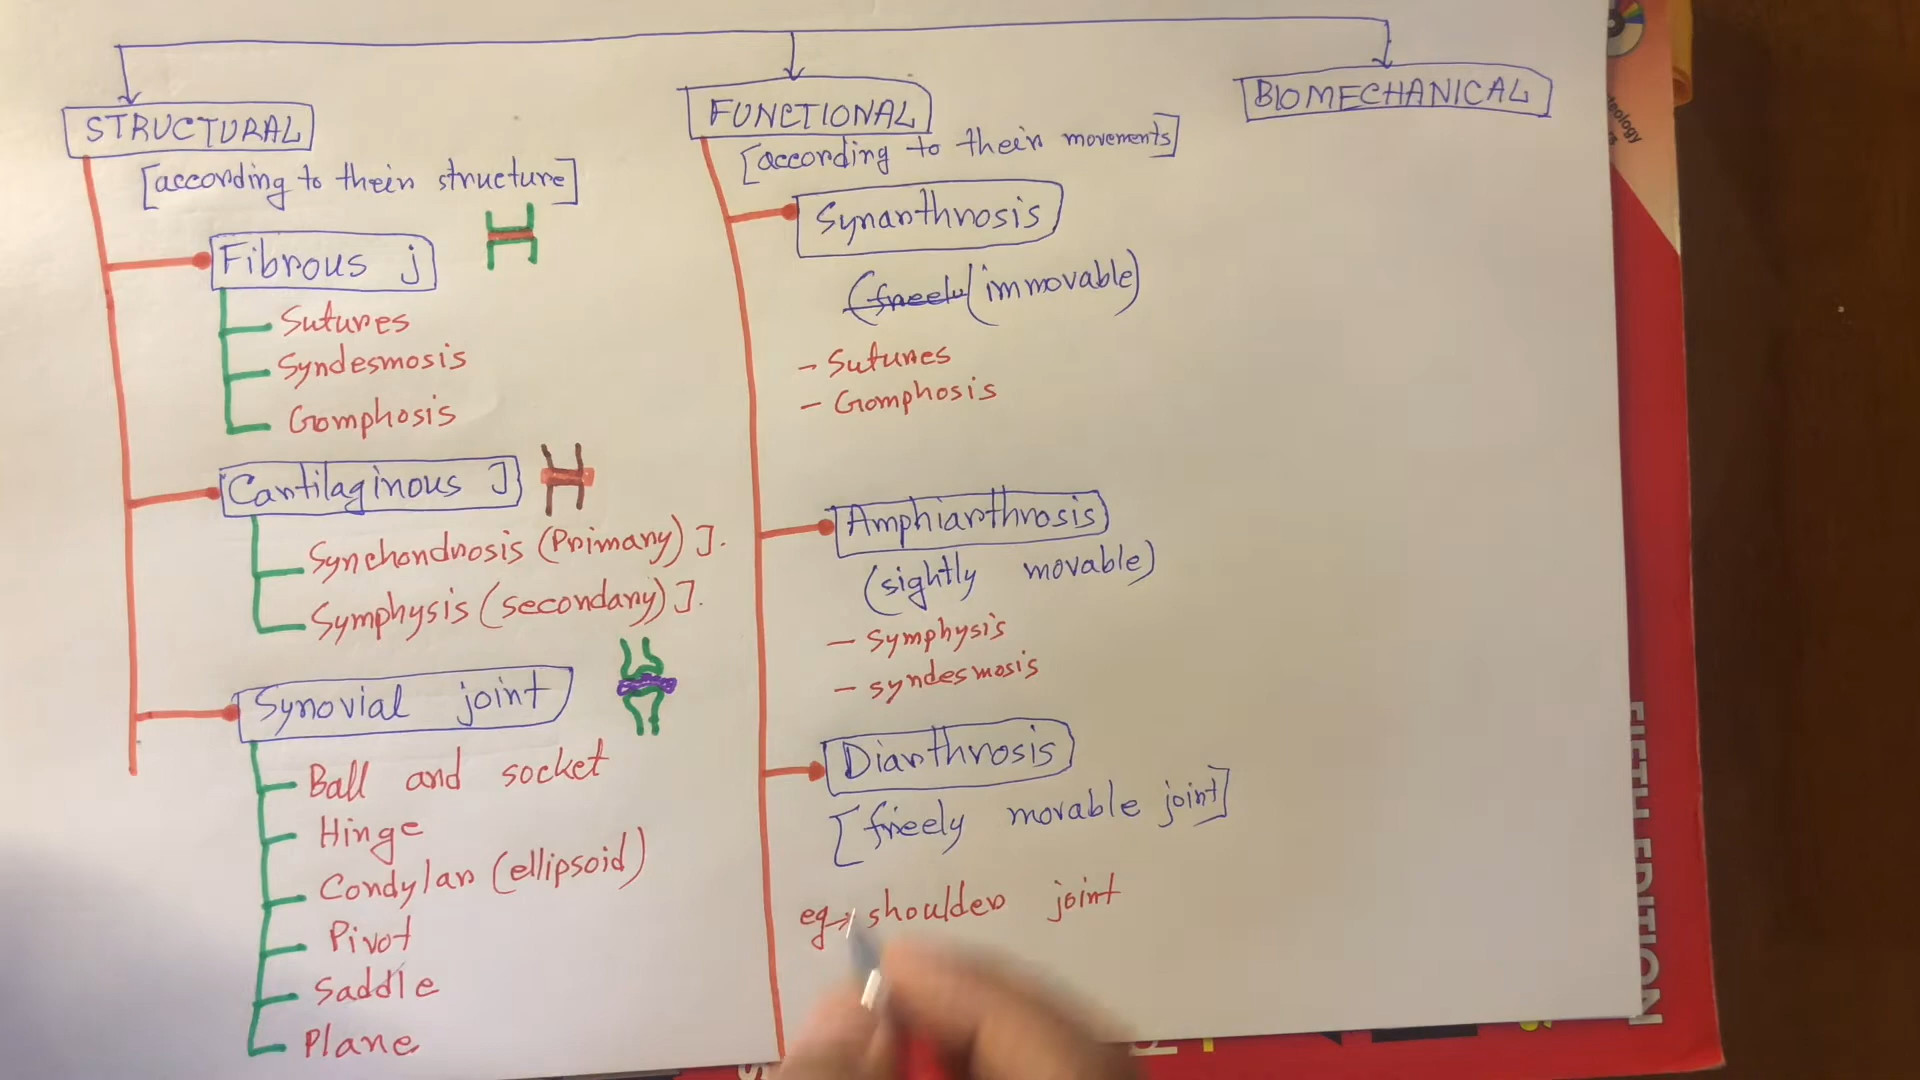 STRUCTURAL
[according to their structure]
Fibrous j
Sutures
Syndesmosis
Gomphosis
Cartilaginous J
Synchondrosis (Primary) J.
Symphysis (secondary) J.
Synovial joint
Ball and socket
Hinge
Condylar (ellipsoid)
Pivot
Saddle
Plane
FUNCTIONAL
[according to their movements]
Synarthrosis
(freely (immovable)
- Sutures
- Gomphosis
Amphiarthrosis
(sightly movable)
- Symphysis
- syndesmosis
Diarthrosis
[freely movable joint]
eg→ shoulder joint
BIOMECHANICAL
FIFTH EDITION